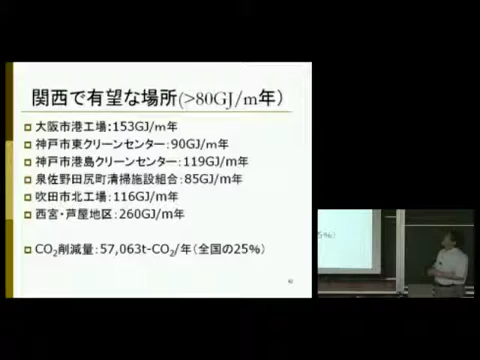 関西で有望な場所(>80GJ/m年)
大阪市港工場:153GJ/m年
神戸市東クリーンセンター:90GJ/m年
神戸市港島クリーンセンター:119GJ/m年
泉佐野田尻町清掃施設組合:85GJ/m年
吹田市北工場:116GJ/m年
西宮・芦屋地区:260GJ/m年
CO₂削減量:57,063t-CO₂/年(全国の25%)
5%)